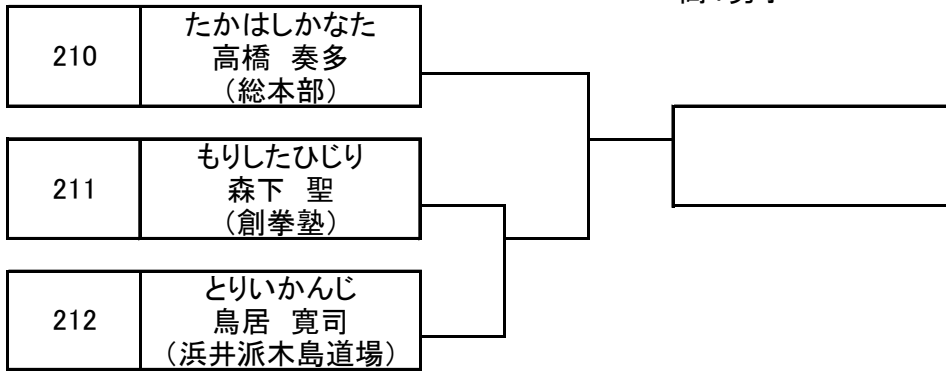 210
たかはしかなた
高橋 奏多
(総本部)
211
もりしたひじり
森下 聖
(創拳塾)
212
とりいかんじ
鳥居 寛司
(浜井派木島道場)